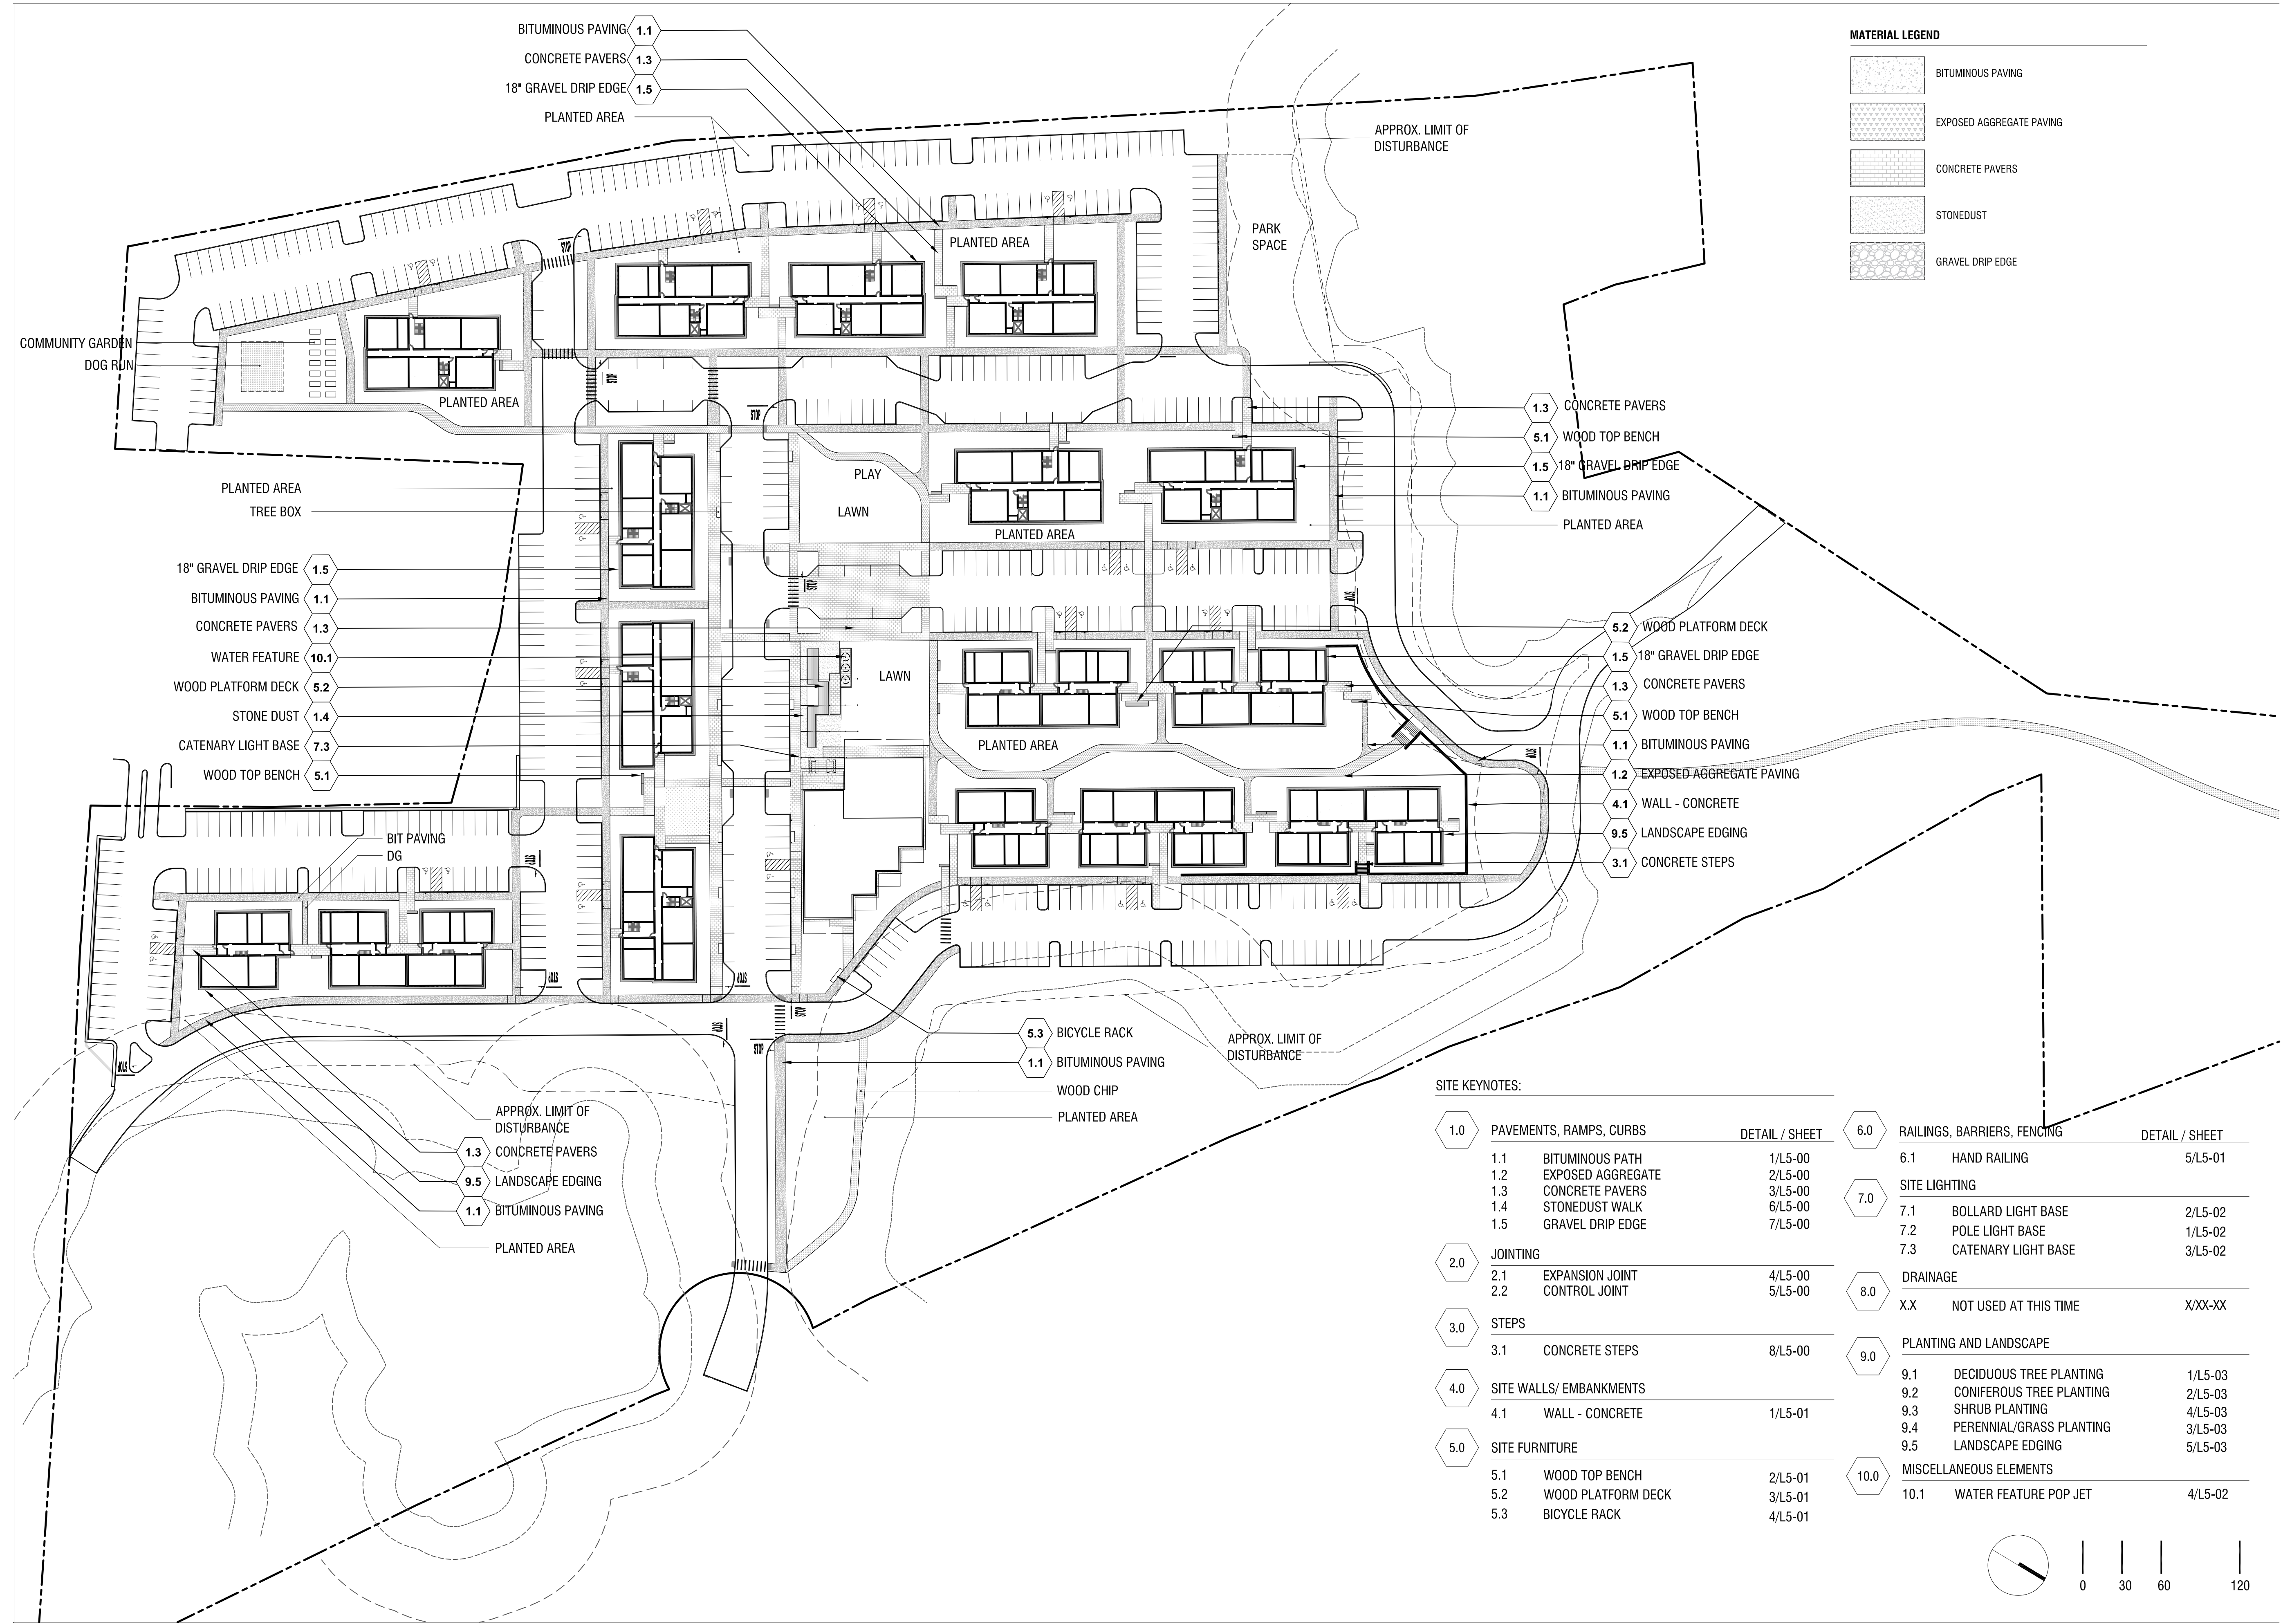 BITUMINOUS PAVING 1.1
CONCRETE PAVERS 1.3
18" GRAVEL DRIP EDGE 1.5
PLANTED AREA
APPROX. LIMIT OF
DISTURBANCE
MATERIAL LEGEND
BITUMINOUS PAVING
EXPOSED AGGREGATE PAVING
CONCRETE PAVERS
STONEDUST
GRAVEL DRIP EDGE
PARK
SPACE
PLANTED AREA
STOP
COMMUNITY GARDEN
DOG RUN
PLANTED AREA
STOP
STOP
1.3 CONCRETE PAVERS
5.1 WOOD TOP BENCH
1.5 18" GRAVEL DRIP EDGE
1.1 BITUMINOUS PAVING
PLANTED AREA
PLAY
LAWN
PLANTED AREA
PLANTED AREA
TREE BOX
18" GRAVEL DRIP EDGE 1.5
BITUMINOUS PAVING 1.1
CONCRETE PAVERS 1.3
WATER FEATURE 10.1
WOOD PLATFORM DECK 5.2
STONE DUST 1.4
CATENARY LIGHT BASE 7.3
WOOD TOP BENCH 5.1
STOP
STOP
LAWN
PLANTED AREA
5.2 WOOD PLATFORM DECK
1.5 18" GRAVEL DRIP EDGE
1.3 CONCRETE PAVERS
5.1 WOOD TOP BENCH
1.1 BITUMINOUS PAVING
1.2 EXPOSED AGGREGATE PAVING
4.1 WALL - CONCRETE
9.5 LANDSCAPE EDGING
3.1 CONCRETE STEPS
STOP
BIT PAVING
DG
STOP
STOP
STOP
STOP
STOP
STOP
STOP
5.3 BICYCLE RACK
1.1 BITUMINOUS PAVING
WOOD CHIP
PLANTED AREA
APPROX. LIMIT OF
DISTURBANCE
APPROX. LIMIT OF
DISTURBANCE
1.3 CONCRETE PAVERS
9.5 LANDSCAPE EDGING
1.1 BITUMINOUS PAVING
PLANTED AREA
SITE KEYNOTES:
1.0 PAVEMENTS, RAMPS, CURBS DETAIL / SHEET
1.1 BITUMINOUS PATH 1/L5-00
1.2 EXPOSED AGGREGATE 2/L5-00
1.3 CONCRETE PAVERS 3/L5-00
1.4 STONEDUST WALK 6/L5-00
1.5 GRAVEL DRIP EDGE 7/L5-00
2.0 JOINTING
2.1 EXPANSION JOINT 4/L5-00
2.2 CONTROL JOINT 5/L5-00
3.0 STEPS
3.1 CONCRETE STEPS 8/L5-00
4.0 SITE WALLS/ EMBANKMENTS
4.1 WALL - CONCRETE 1/L5-01
5.0 SITE FURNITURE
5.1 WOOD TOP BENCH 2/L5-01
5.2 WOOD PLATFORM DECK 3/L5-01
5.3 BICYCLE RACK 4/L5-01
6.0 RAILINGS, BARRIERS, FENCING DETAIL / SHEET
6.1 HAND RAILING 5/L5-01
7.0 SITE LIGHTING
7.1 BOLLARD LIGHT BASE 2/L5-02
7.2 POLE LIGHT BASE 1/L5-02
7.3 CATENARY LIGHT BASE 3/L5-02
8.0 DRAINAGE
X.X NOT USED AT THIS TIME X/XX-XX
9.0 PLANTING AND LANDSCAPE
9.1 DECIDUOUS TREE PLANTING 1/L5-03
9.2 CONIFEROUS TREE PLANTING 2/L5-03
9.3 SHRUB PLANTING 4/L5-03
9.4 PERENNIAL/GRASS PLANTING 3/L5-03
9.5 LANDSCAPE EDGING 5/L5-03
10.0 MISCELLANEOUS ELEMENTS
10.1 WATER FEATURE POP JET 4/L5-02
0 30 60 120